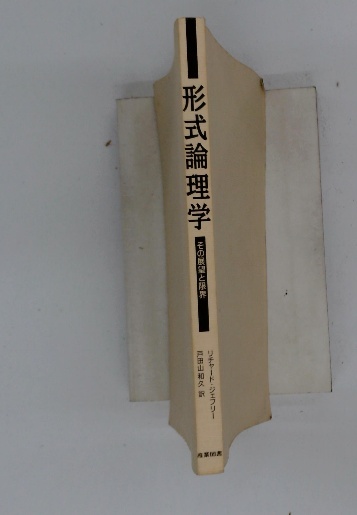 形式論理学
その展望と限界
リチャード・ジェフリー
戸田山和久 訳
産業図書